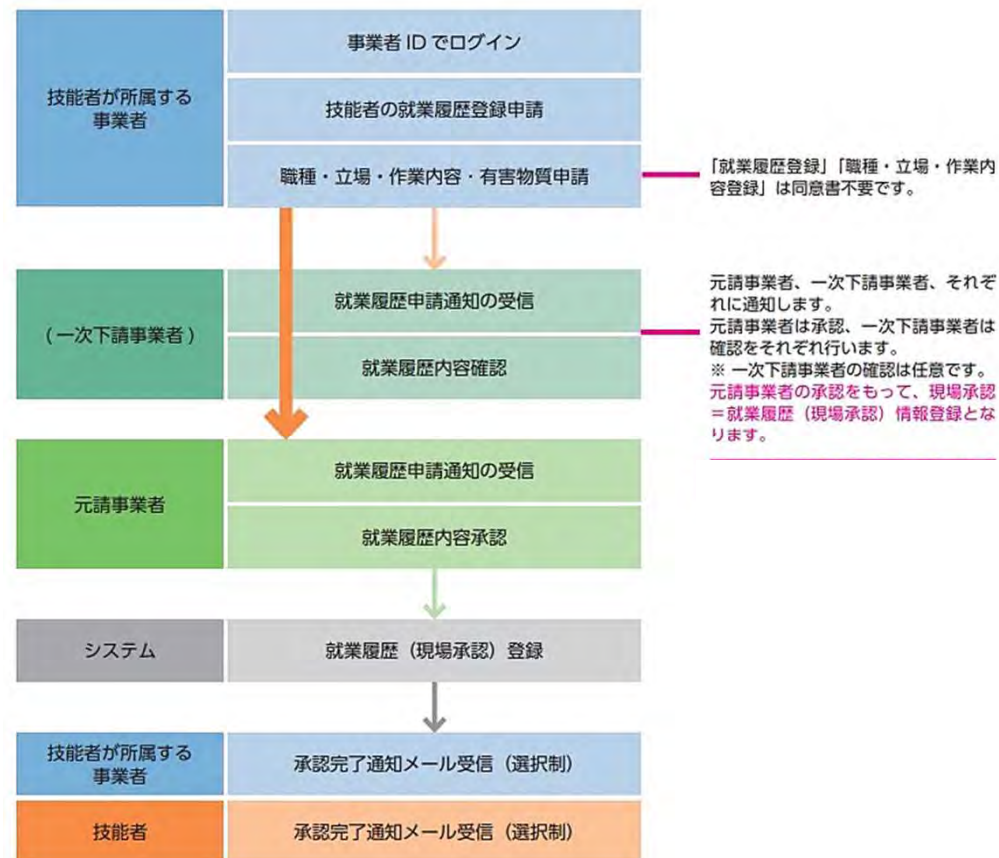 技能者が所属する
事業者
事業者 ID でログイン
技能者の就業履歴登録申請
職種・立場・作業内容・有害物質申請
「就業履歴登録」「職種・立場・作業内
容登録」は同意書不要です。
(一次下請事業者)
就業履歴申請通知の受信
就業履歴内容確認
元請事業者、一次下請事業者、それぞ
れに通知します。
元請事業者は承認、一次下請事業者は
確認をそれぞれ行います。
※ 一次下請事業者の確認は任意です。
元請事業者の承認をもって、現場承認
=就業履歴（現場承認）情報登録とな
ります。
元請事業者
就業履歴申請通知の受信
就業履歴内容承認
システム
就業履歴（現場承認）登録
技能者が所属する
事業者
承認完了通知メール受信（選択制）
技能者
承認完了通知メール受信（選択制）